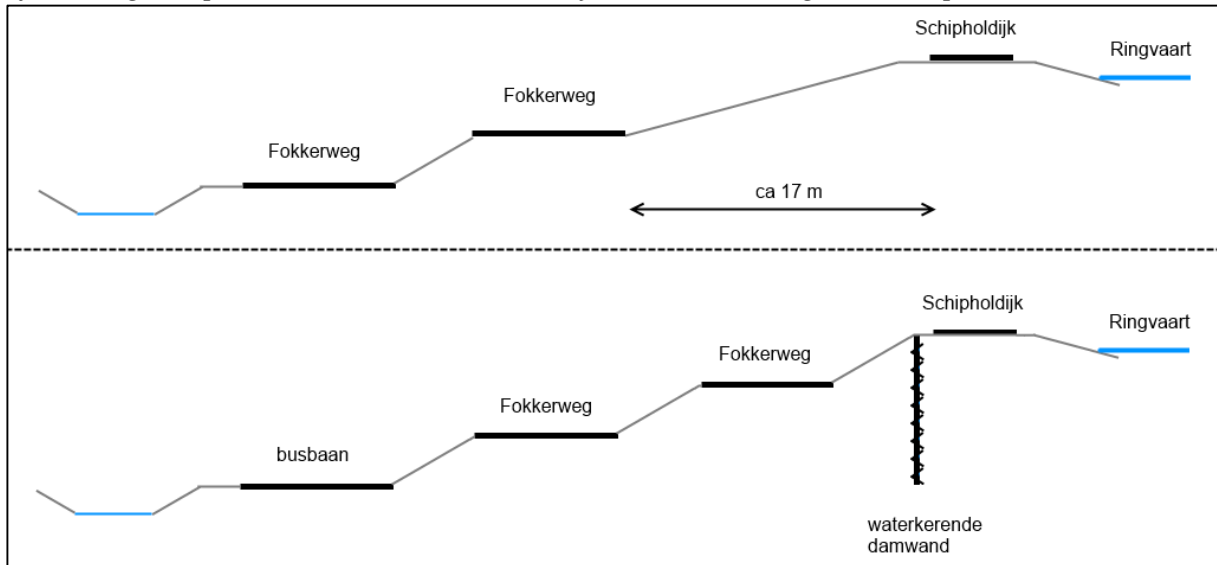 Schipholdijk
Ringvaart
Fokkerweg
Fokkerweg
ca 17 m
Schipholdijk
Ringvaart
Fokkerweg
Fokkerweg
busbaan
waterkerende
damwand